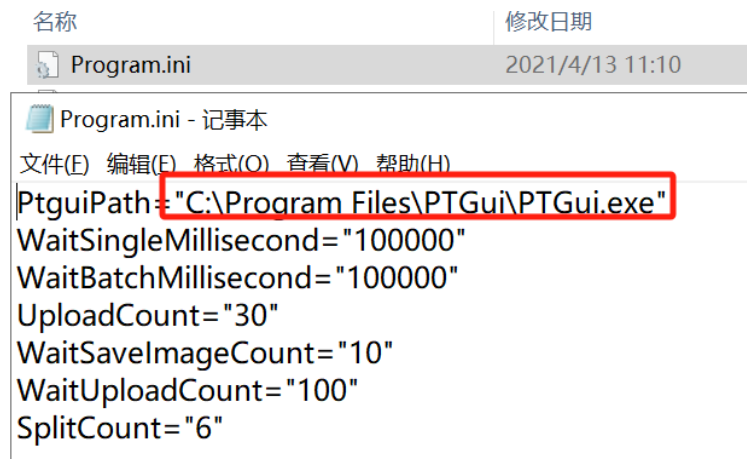 名称 修改日期
Program.ini 2021/4/13 11:10
Program.ini - 记事本
文件(F) 编辑(E) 格式(O) 查看(V) 帮助(H)
PtguiPath="C:\Program Files\PTGui\PTGui.exe"
WaitSingleMillisecond="100000"
WaitBatchMillisecond="100000"
UploadCount="30"
WaitSaveImageCount="10"
WaitUploadCount="100"
SplitCount="6"